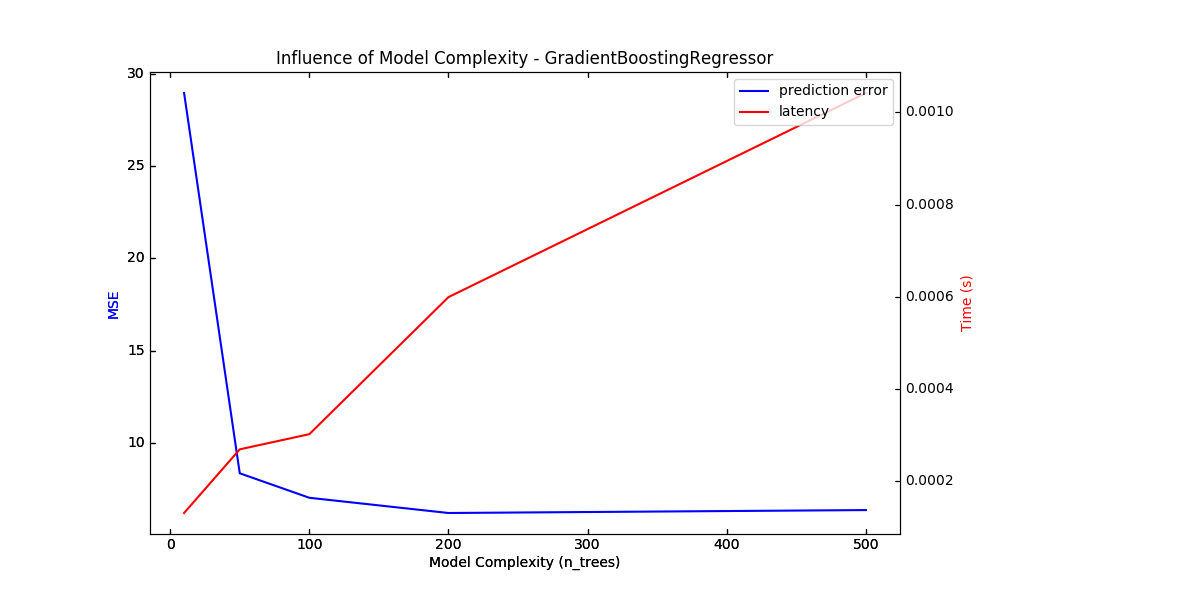 Influence of Model Complexity - GradientBoostingRegressor
prediction error
latency
30
25
20
15
10
MSE
0.0010
0.0008
0.0006
0.0004
0.0002
Time (s)
0 100 200 300 400 500
Model Complexity (n_trees)